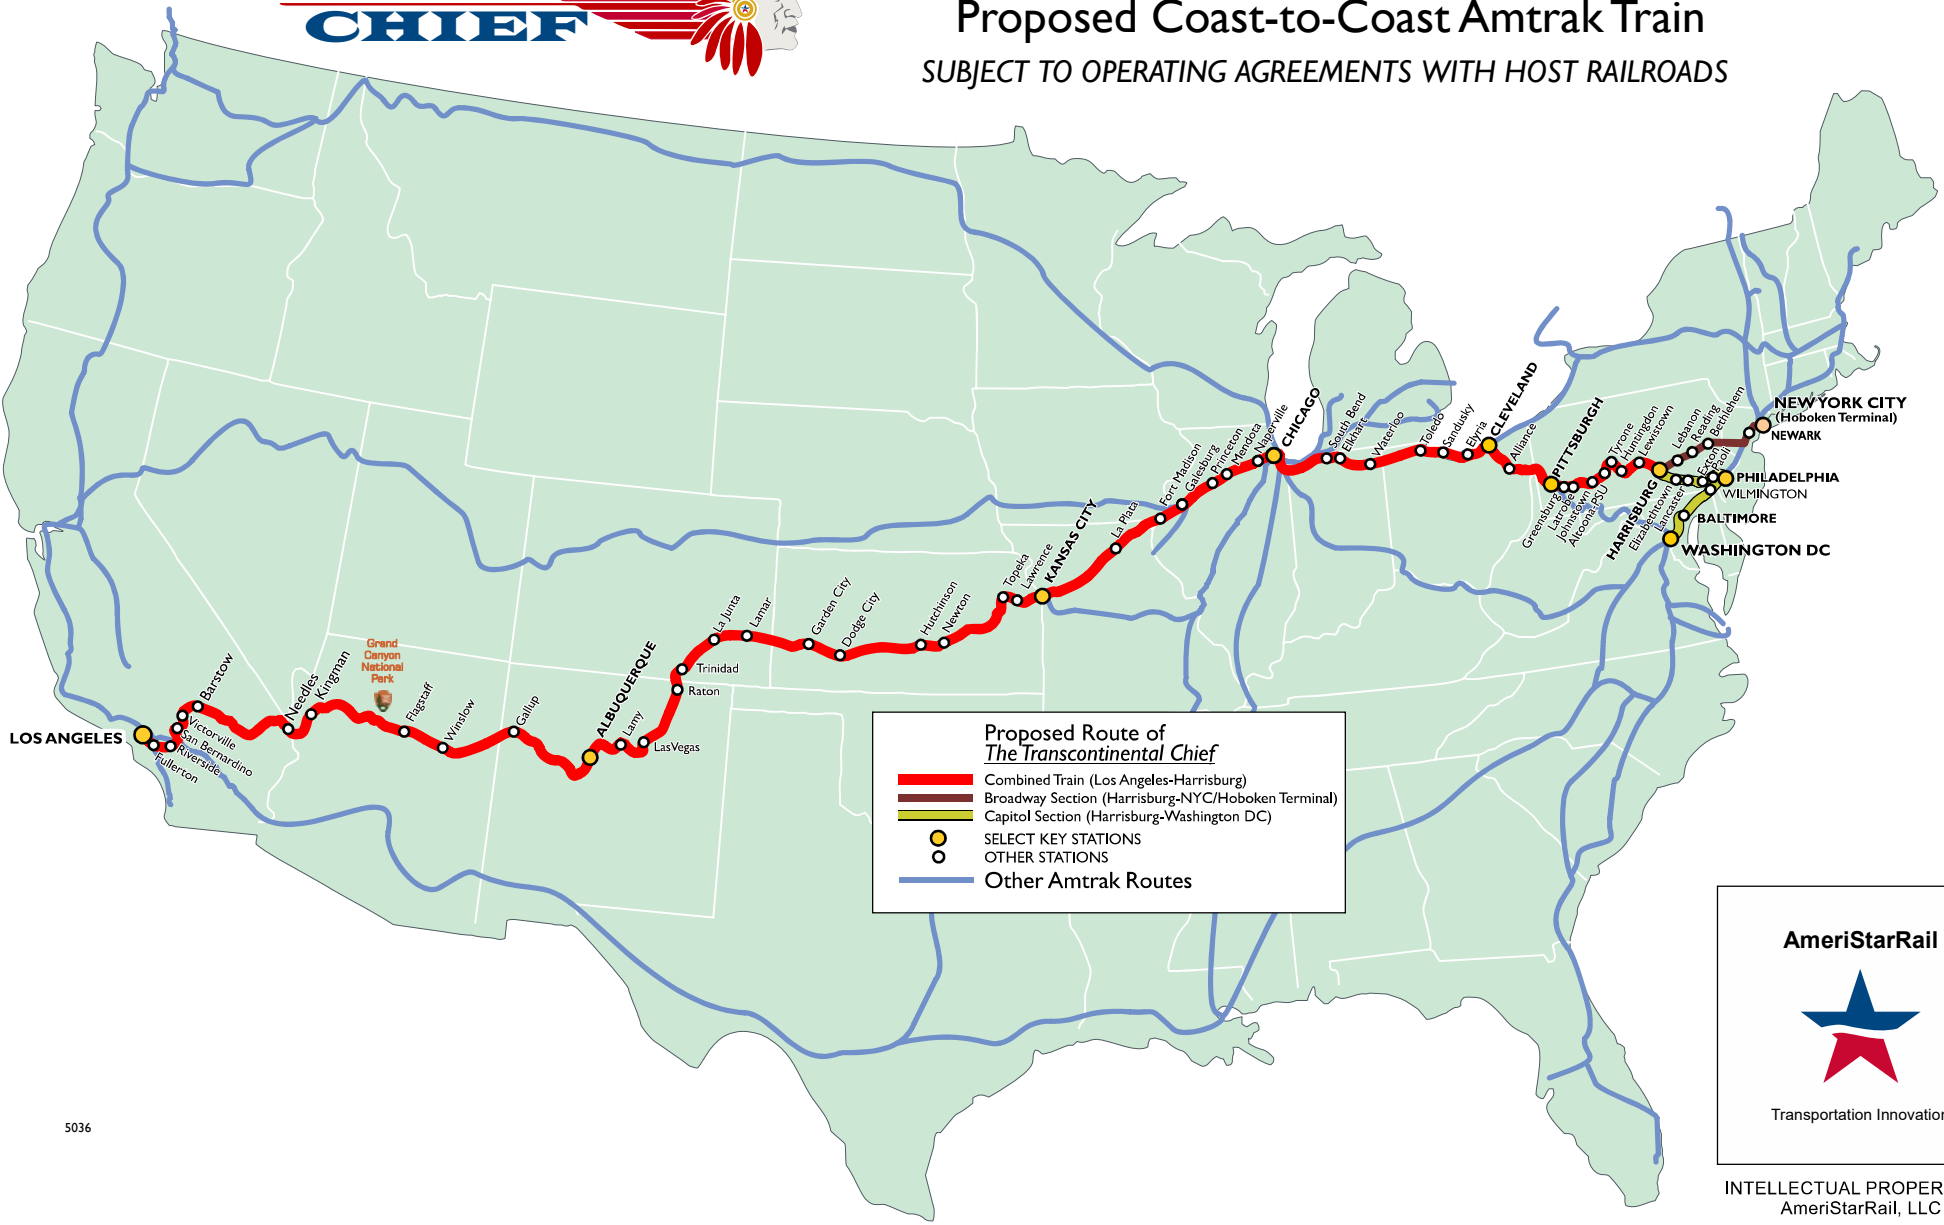 CHIEF
Proposed Coast-to-Coast Amtrak Train
SUBJECT TO OPERATING AGREEMENTS WITH HOST RAILROADS
LOS ANGELES
Fullerton
Riverside
San Bernardino
Victorville
Barstow
Needles
Kingman
Grand
Canyon
National
Park
Flagstaff
Winslow
Gallup
ALBUQUERQUE
Lamy
Las Vegas
Raton
Trinidad
La Junta
Lamar
Garden City
Dodge City
Hutchinson
Newton
Topeka
Lawrence
KANSAS CITY
La Plata
Fort Madison
Galesburg
Princeton
Mendota
Naperville
CHICAGO
South Bend
Elkhart
Waterloo
Toledo
Sandusky
Elyria
CLEVELAND
Alliance
PITTSBURGH
Greensburg
Latrobe
Johnstown
Altoona-PSU
Tyrone
Huntingdon
Lewistown
HARRISBURG
Lebanon
Reading
Bethlehem
Elizabethtown
Lancaster
Exton
Paoli
NEW YORK CITY
(Hoboken Terminal)
NEWARK
PHILADELPHIA
WILMINGTON
BALTIMORE
WASHINGTON DC
Proposed Route of
The Transcontinental Chief
Combined Train (Los Angeles-Harrisburg)
Broadway Section (Harrisburg-NYC/Hoboken Terminal)
Capitol Section (Harrisburg-Washington DC)
SELECT KEY STATIONS
OTHER STATIONS
Other Amtrak Routes
AmeriStarRail
Transportation Innovation
5036
INTELLECTUAL PROPER
AmeriStarRail, LLC